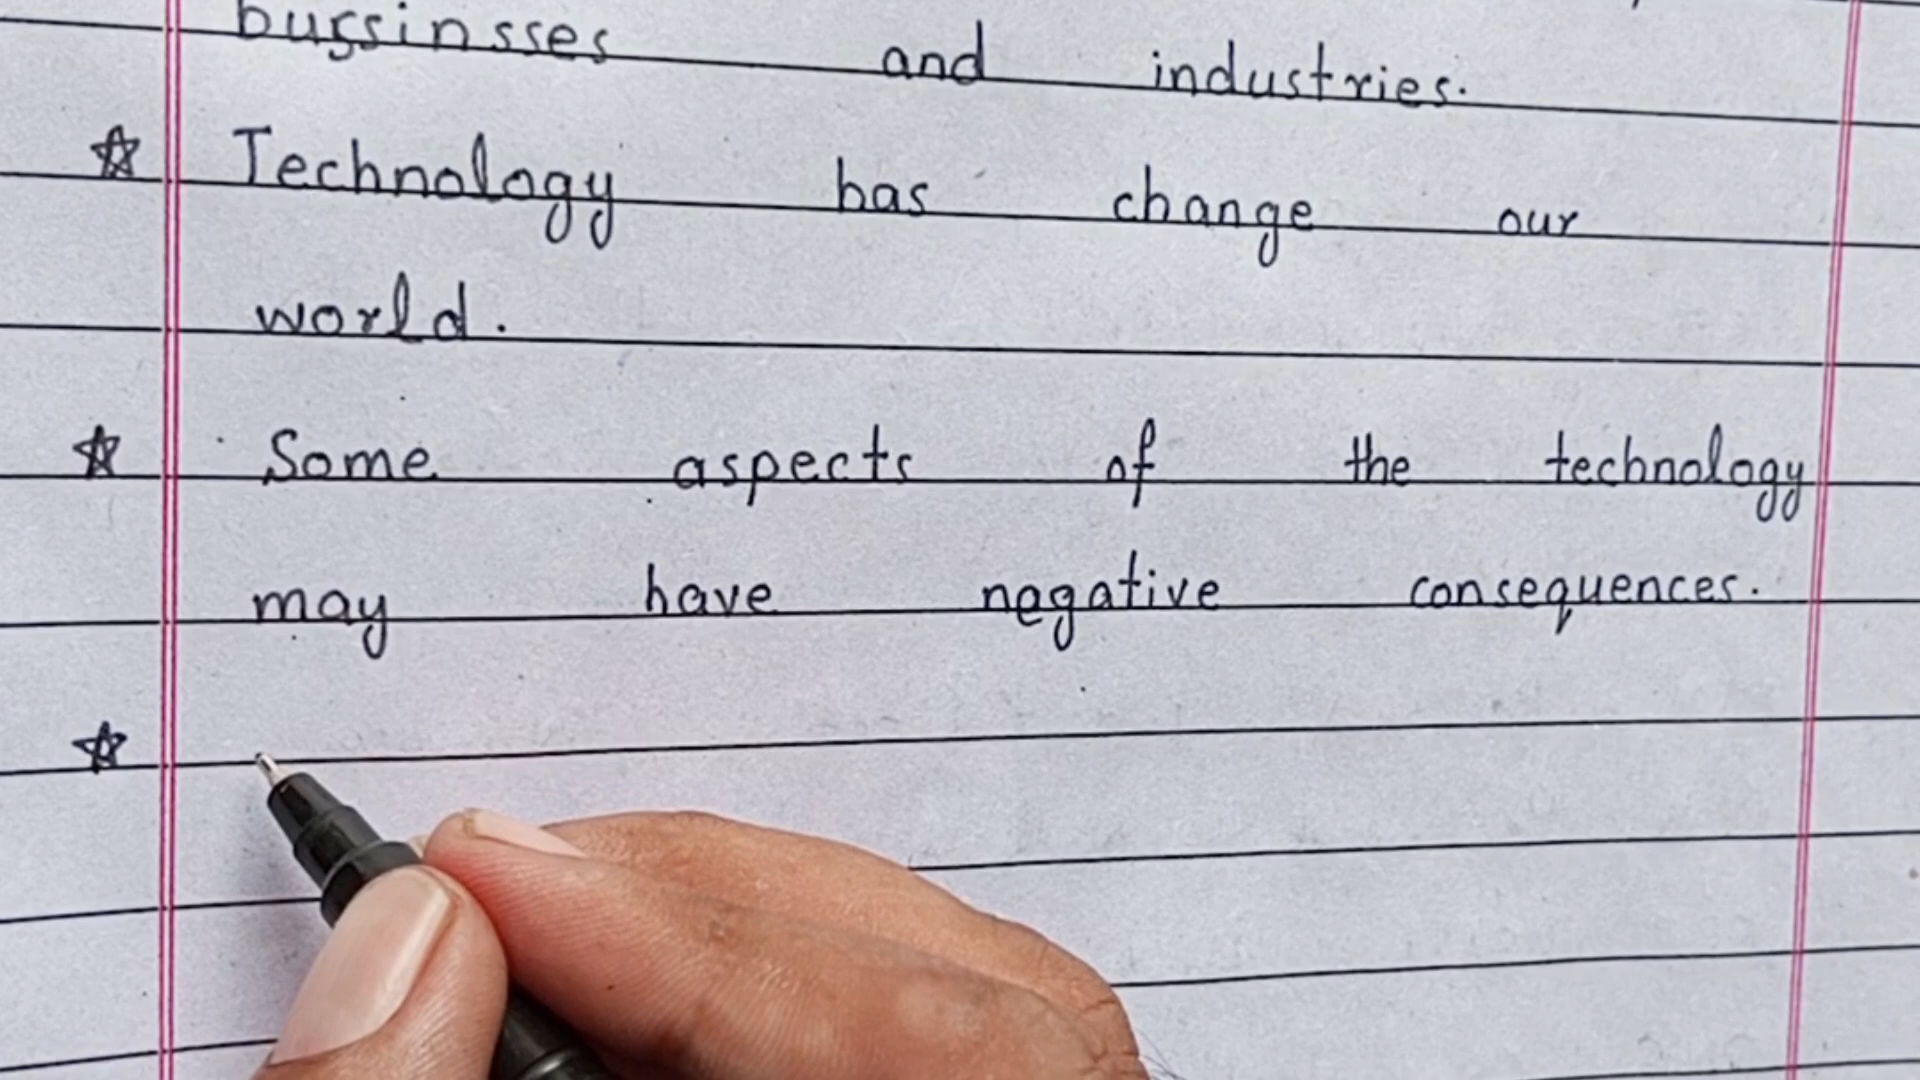 bussinsses and industries.
☆ Technology has change our
world.
☆ Some aspects of the technology
may have negative consequences.
☆